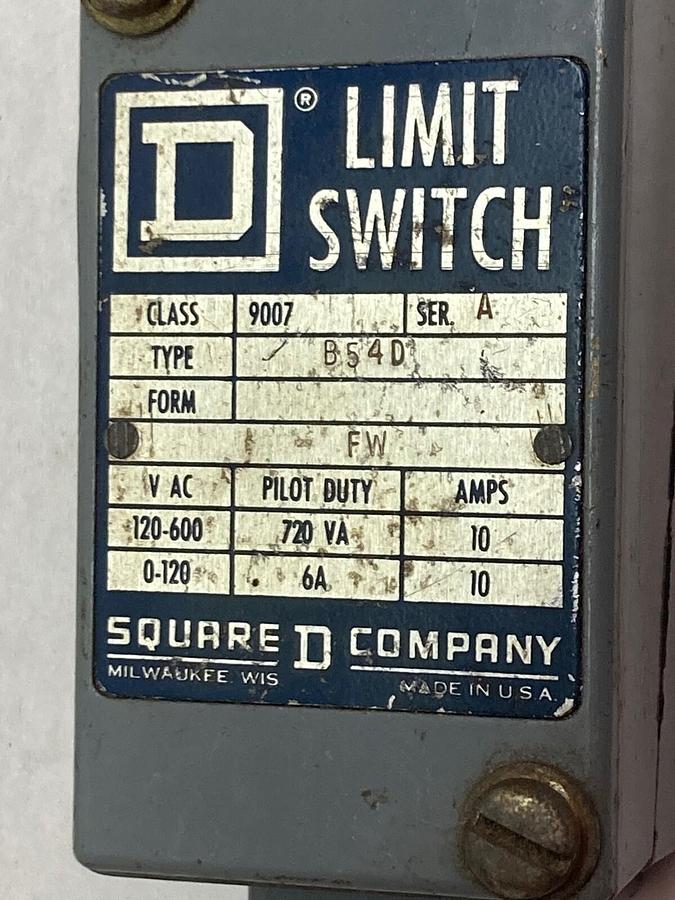 D ® LIMIT
SWITCH
CLASS 9007 SER. A
TYPE B54D
FORM
FW
V AC PILOT DUTY AMPS
120-600 720 VA 10
0-120 6A 10
SQUARE D COMPANY
MILWAUKEE WIS MADE IN U S A